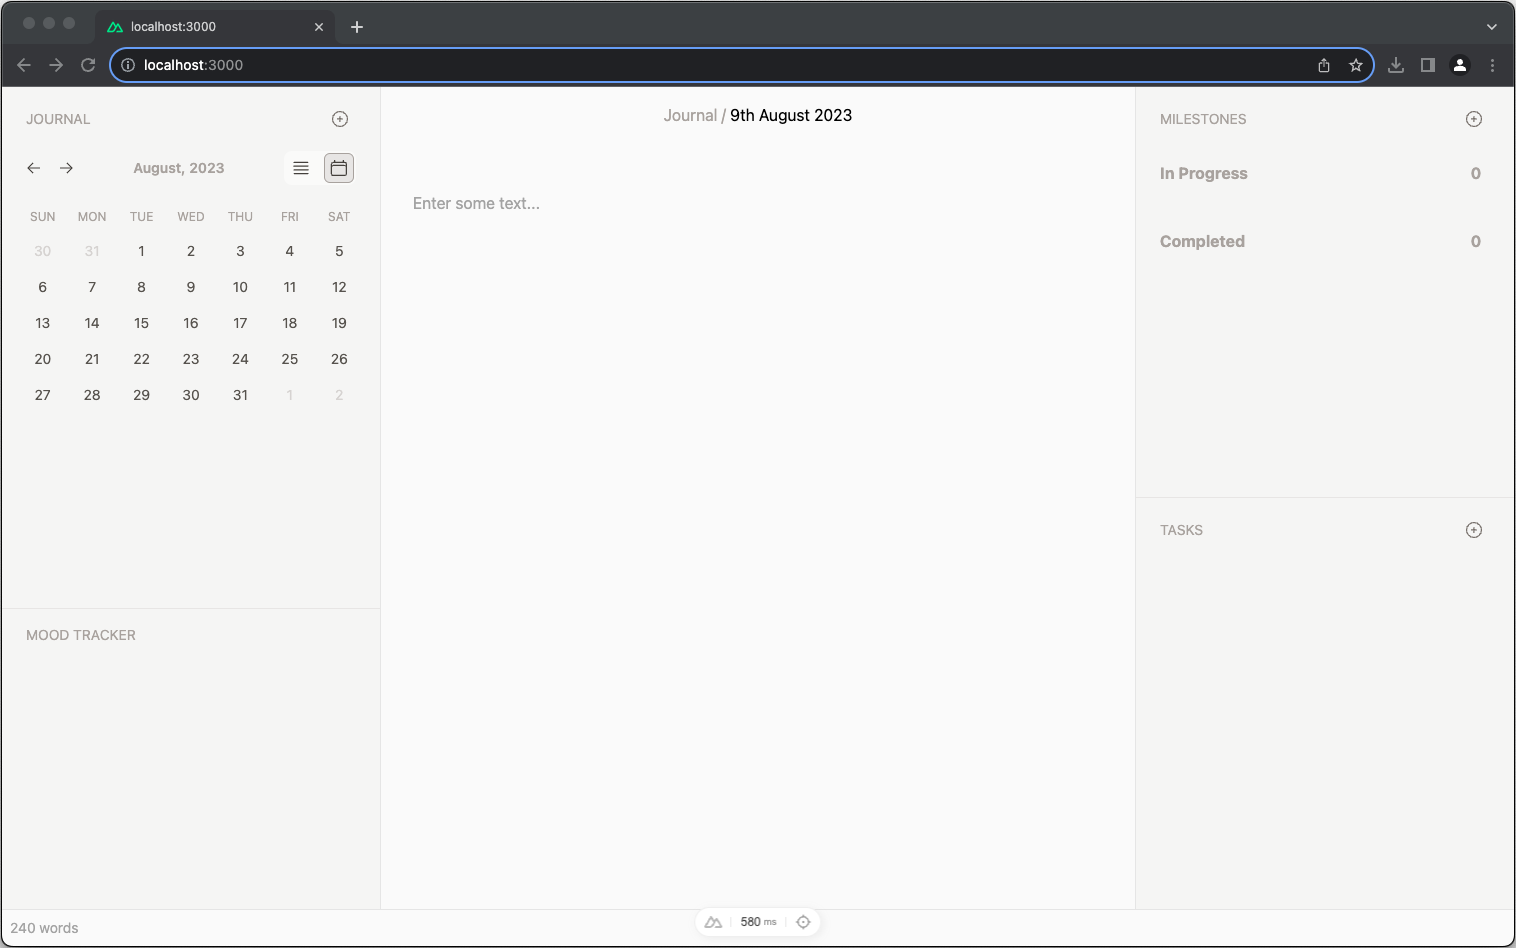 localhost:3000
localhost:3000
JOURNAL
August, 2023
SUN MON TUE WED THU FRI SAT
30 31 1 2 3 4 5
6 7 8 9 10 11 12
13 14 15 16 17 18 19
20 21 22 23 24 25 26
27 28 29 30 31 1 2
MOOD TRACKER
240 words
Journal / 9th August 2023
Enter some text...
580 ms
MILESTONES
In Progress 0
Completed 0
TASKS